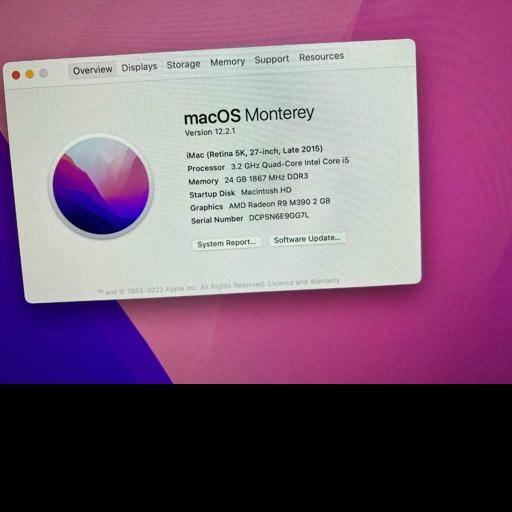 Overview Displays Storage Memory Support Resources
macOS Monterey
Version 12.2.1
iMac (Retina 5K, 27-inch, Late 2015)
Processor 3.2 GHz Quad-Core Intel Core i5
Memory 24 GB 1867 MHz DDR3
Startup Disk Macintosh HD
Graphics AMD Radeon R9 M390 2 GB
Serial Number DCPSN6E9GG7L
System Report... Software Update...
™ and © 1983-2022 Apple Inc. All Rights Reserved. Licence and Warranty